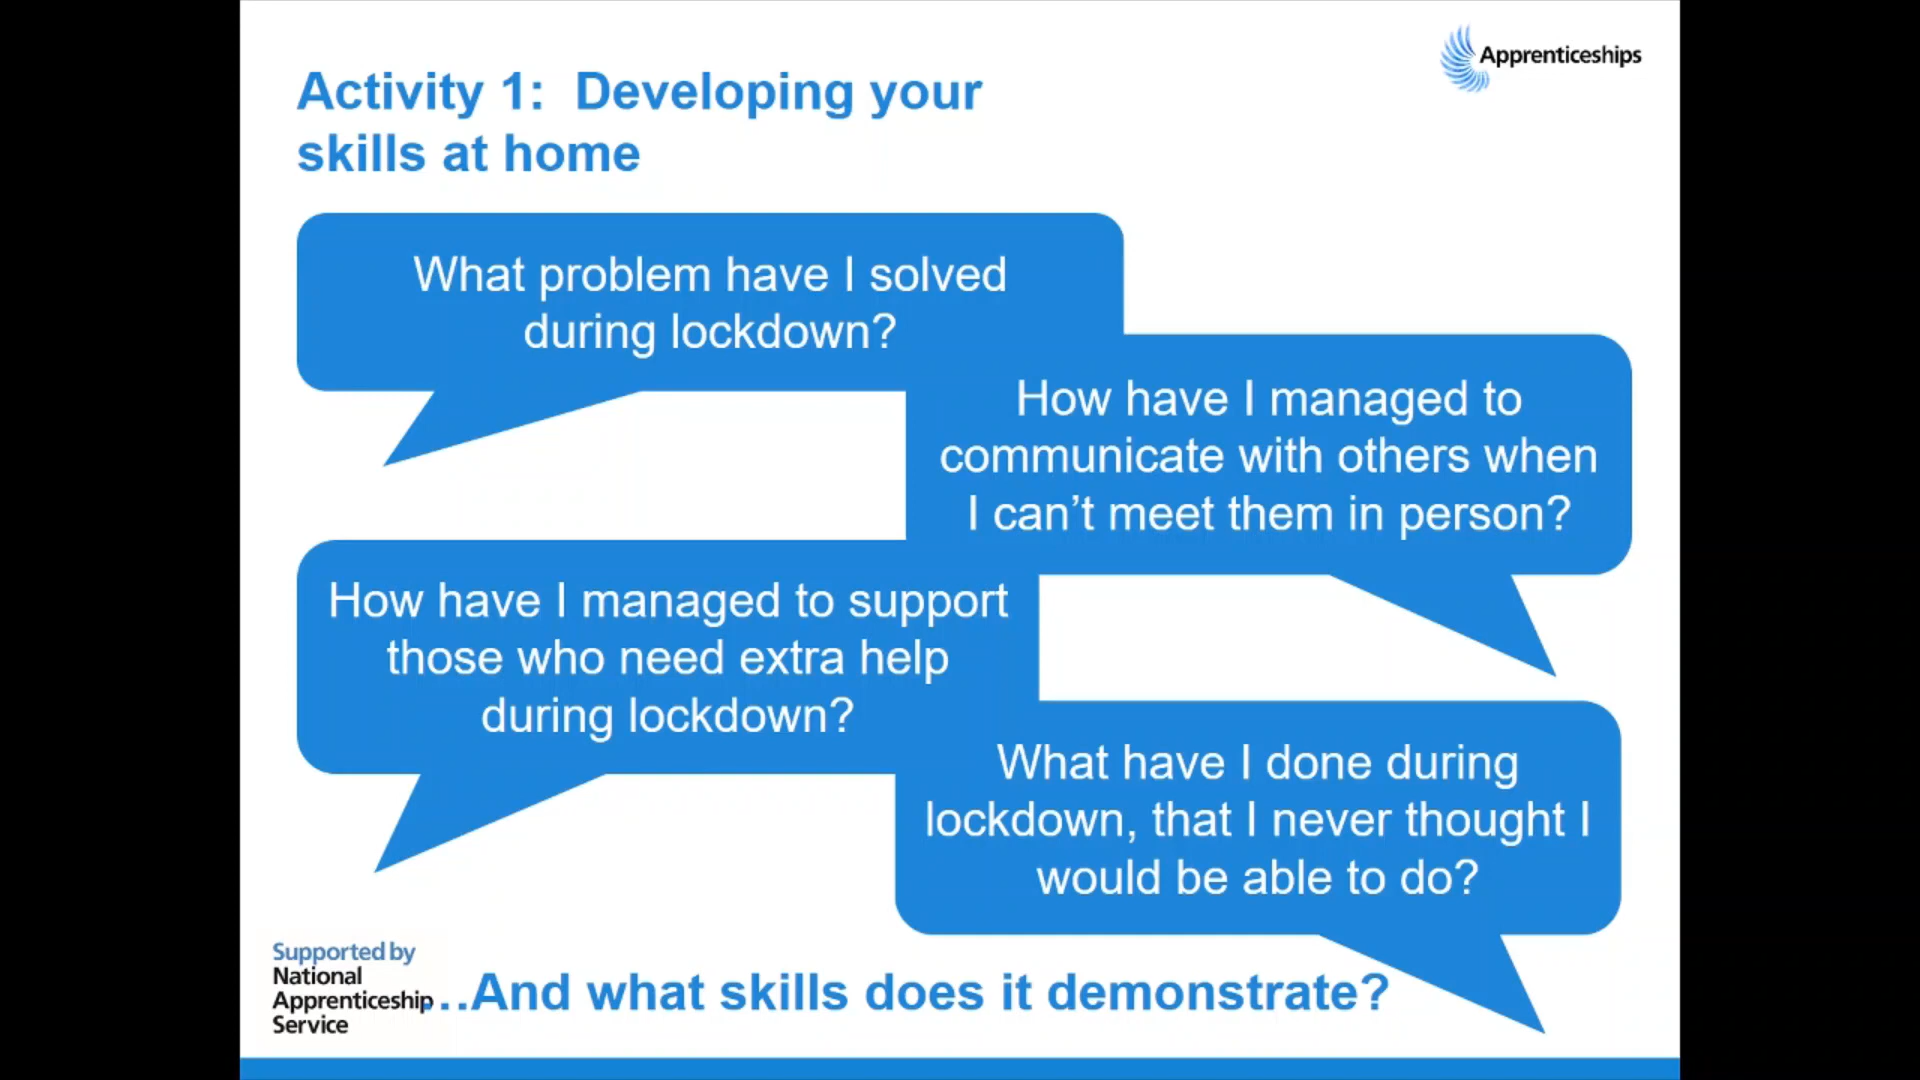 Apprenticeships
Activity 1: Developing your
skills at home
What problem have I solved
during lockdown?
How have I managed to
communicate with others when
I can’t meet them in person?
How have I managed to support
those who need extra help
during lockdown?
What have I done during
lockdown, that I never thought I
would be able to do?
Supported by
National
Apprenticeship
Service
…And what skills does it demonstrate?